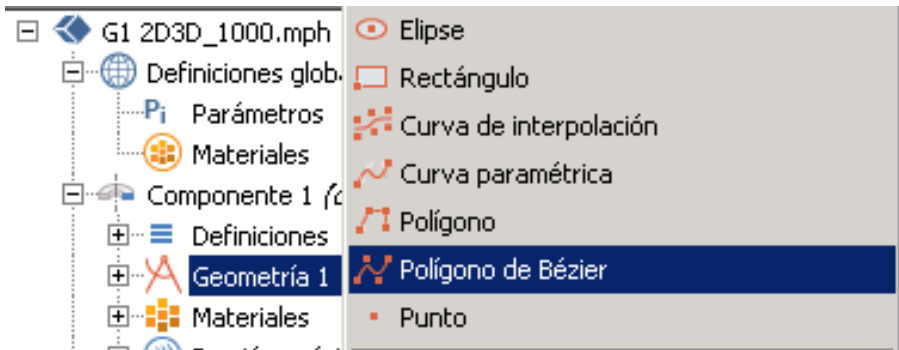 G1 2D3D_1000.mph
Definiciones glob
Pi Parámetros
Materiales
Componente 1
Definiciones
Geometría 1
Materiales
Elipse
Rectángulo
Curva de interpolación
Curva paramétrica
Polígono
Polígono de Bézier
Punto